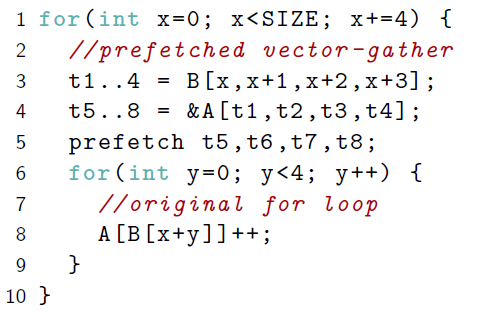 1 for(int x=0; x<SIZE; x+=4) {
2 //prefetched vector-gather
3 t1..4 = B[x,x+1,x+2,x+3];
4 t5..8 = &A[t1,t2,t3,t4];
5 prefetch t5,t6,t7,t8;
6 for(int y=0; y<4; y++) {
7 //original for loop
8 A[B[x+y]]++;
9 }
10 }